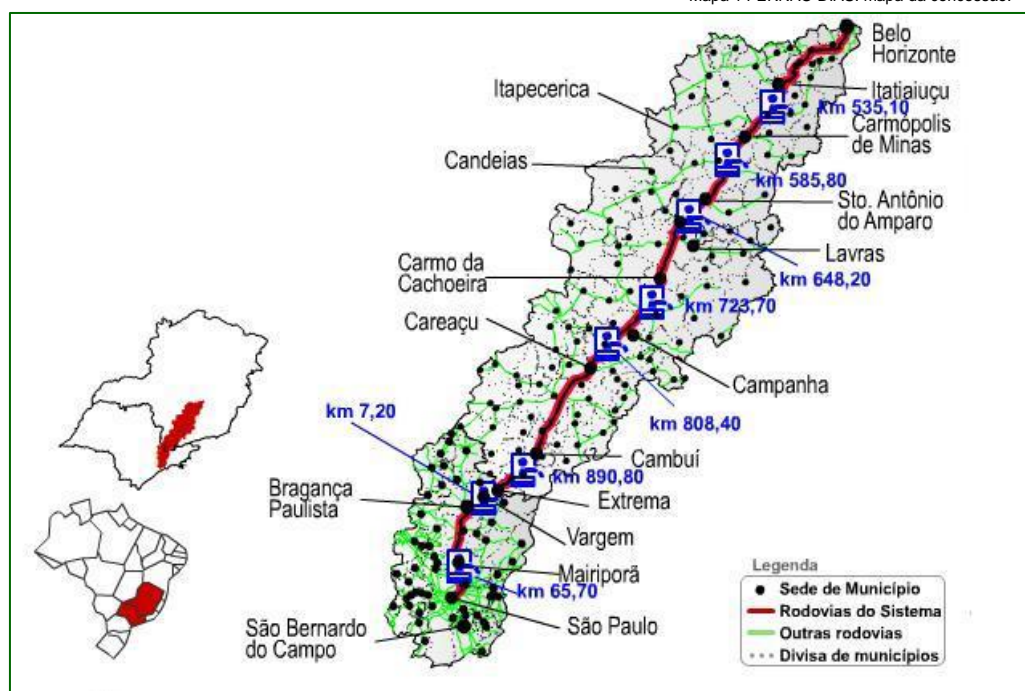 Belo
Horizonte
Itatiaiuçu
Itapecerica
km 535,10
Carmópolis
de Minas
Candeias
km 585,80
Sto. Antônio
do Amparo
Lavras
Carmo da
Cachoeira
km 648,20
km 723,70
Careaçu
Campanha
km 7,20
km 808,40
Cambuí
km 890,80
Bragança
Paulista
Extrema
Vargem
Mairiporã
km 65,70
São Bernardo
do Campo
São Paulo
Legenda
Sede de Município
Rodovias do Sistema
Outras rodovias
Divisa de municípios